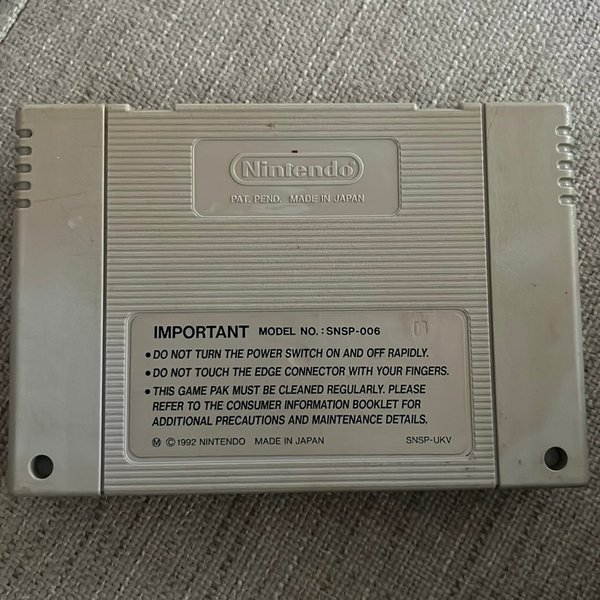 Nintendo®
PAT. PEND. MADE IN JAPAN
IMPORTANT MODEL NO.: SNSP-006 03
• DO NOT TURN THE POWER SWITCH ON AND OFF RAPIDLY.
• DO NOT TOUCH THE EDGE CONNECTOR WITH YOUR FINGERS.
• THIS GAME PAK MUST BE CLEANED REGULARLY. PLEASE
REFER TO THE CONSUMER INFORMATION BOOKLET FOR
ADDITIONAL PRECAUTIONS AND MAINTENANCE DETAILS.
Ⓜ © 1992 NINTENDO MADE IN JAPAN SNSP-UKV